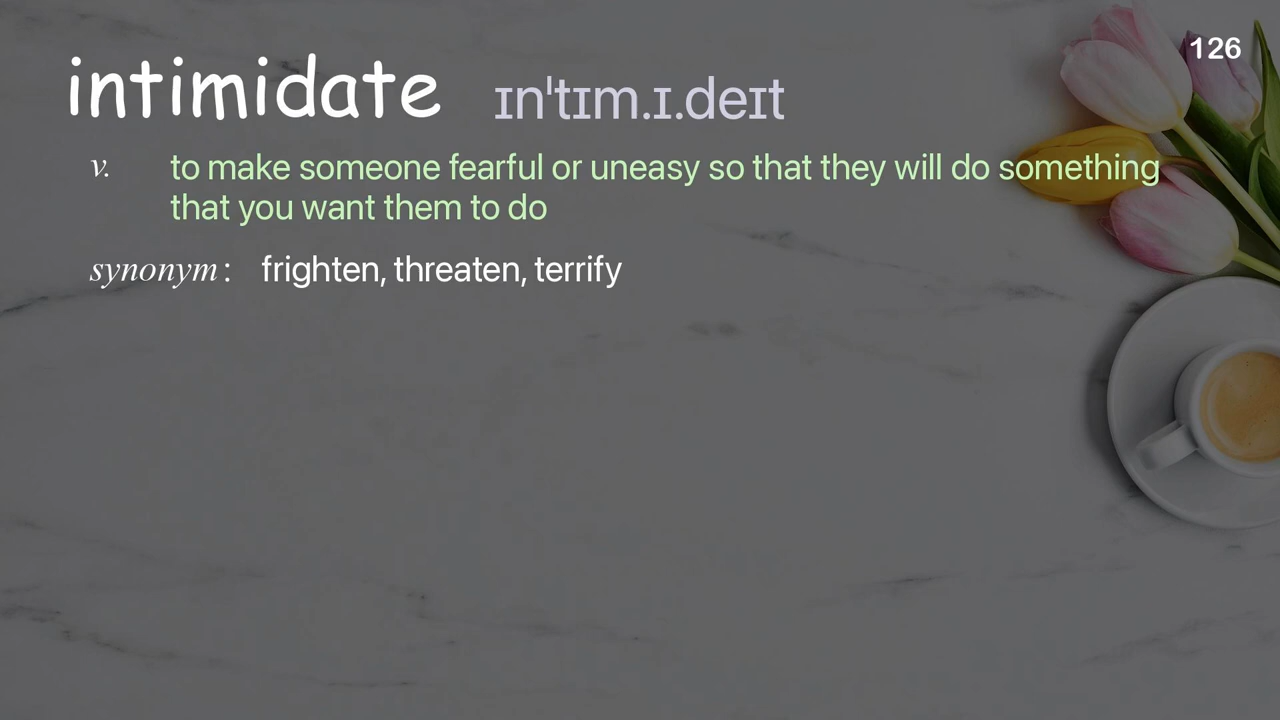 126
intimidate ɪnˈtɪm.ɪ.deɪt
v. to make someone fearful or uneasy so that they will do something
that you want them to do
synonym: frighten, threaten, terrify